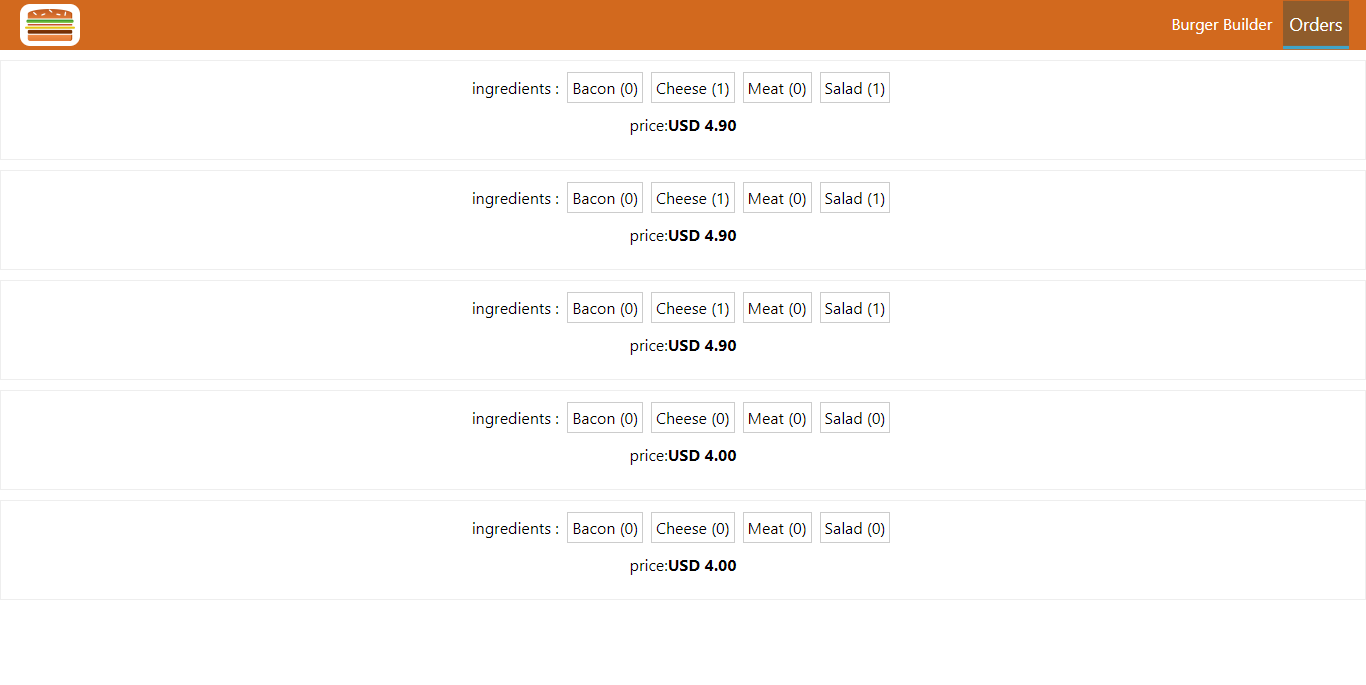 Burger Builder Orders
ingredients : Bacon (0) Cheese (1) Meat (0) Salad (1)
price:USD 4.90
ingredients : Bacon (0) Cheese (1) Meat (0) Salad (1)
price:USD 4.90
ingredients : Bacon (0) Cheese (1) Meat (0) Salad (1)
price:USD 4.90
ingredients : Bacon (0) Cheese (0) Meat (0) Salad (0)
price:USD 4.00
ingredients : Bacon (0) Cheese (0) Meat (0) Salad (0)
price:USD 4.00